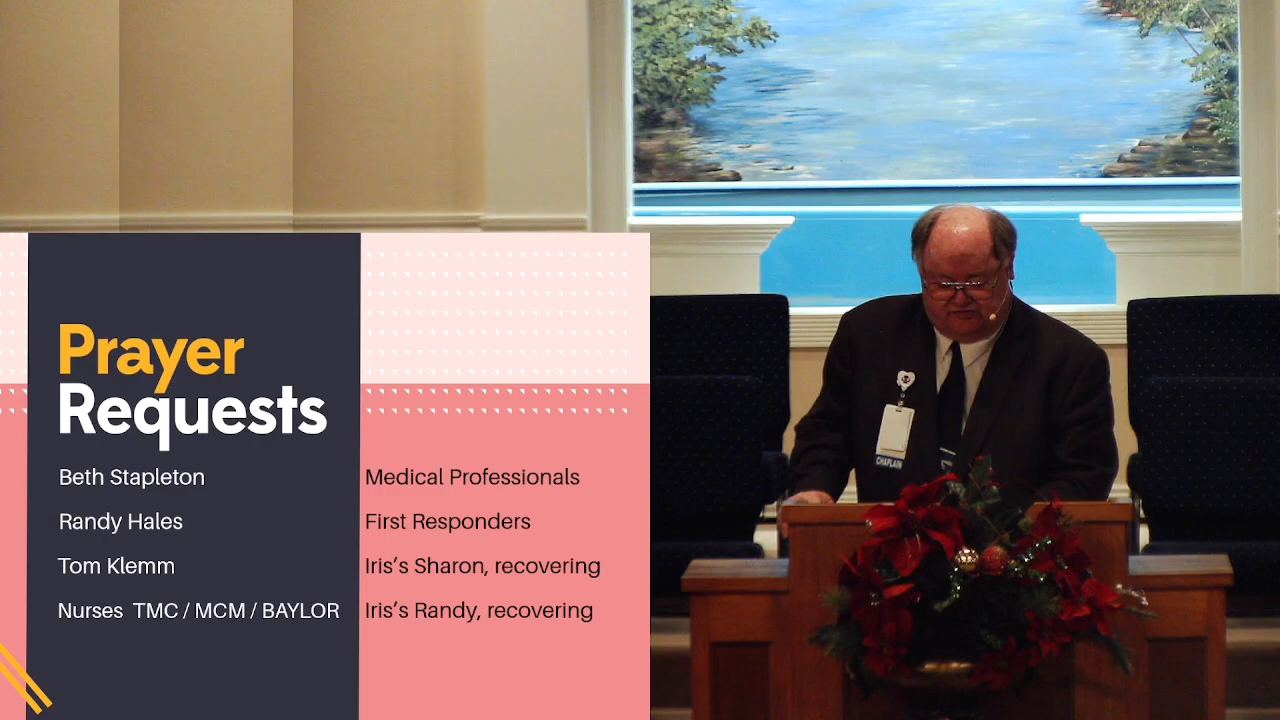 Prayer
Requests
Beth Stapleton
Randy Hales
Tom Klemm
Nurses TMC / MCM / BAYLOR
Medical Professionals
First Responders
Iris’s Sharon, recovering
Iris’s Randy, recovering
CHAPLAIN